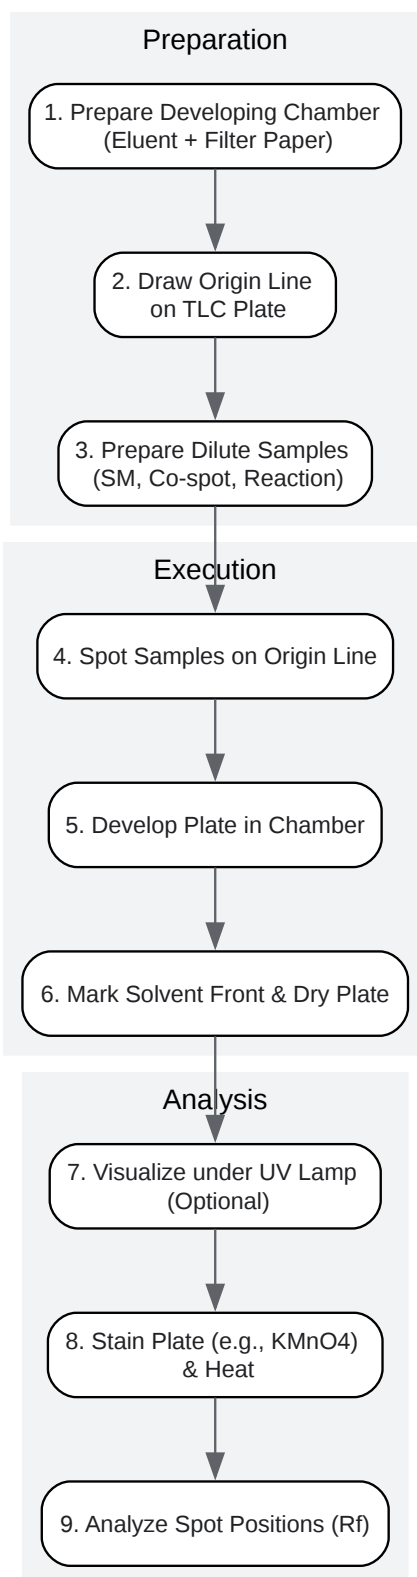 Preparation
1. Prepare Developing Chamber
(Eluent + Filter Paper)
2. Draw Origin Line
on TLC Plate
3. Prepare Dilute Samples
(SM, Co-spot, Reaction)
Execution
4. Spot Samples on Origin Line
5. Develop Plate in Chamber
6. Mark Solvent Front & Dry Plate
Analysis
7. Visualize under UV Lamp
(Optional)
8. Stain Plate (e.g., KMnO4)
& Heat
9. Analyze Spot Positions (Rf)